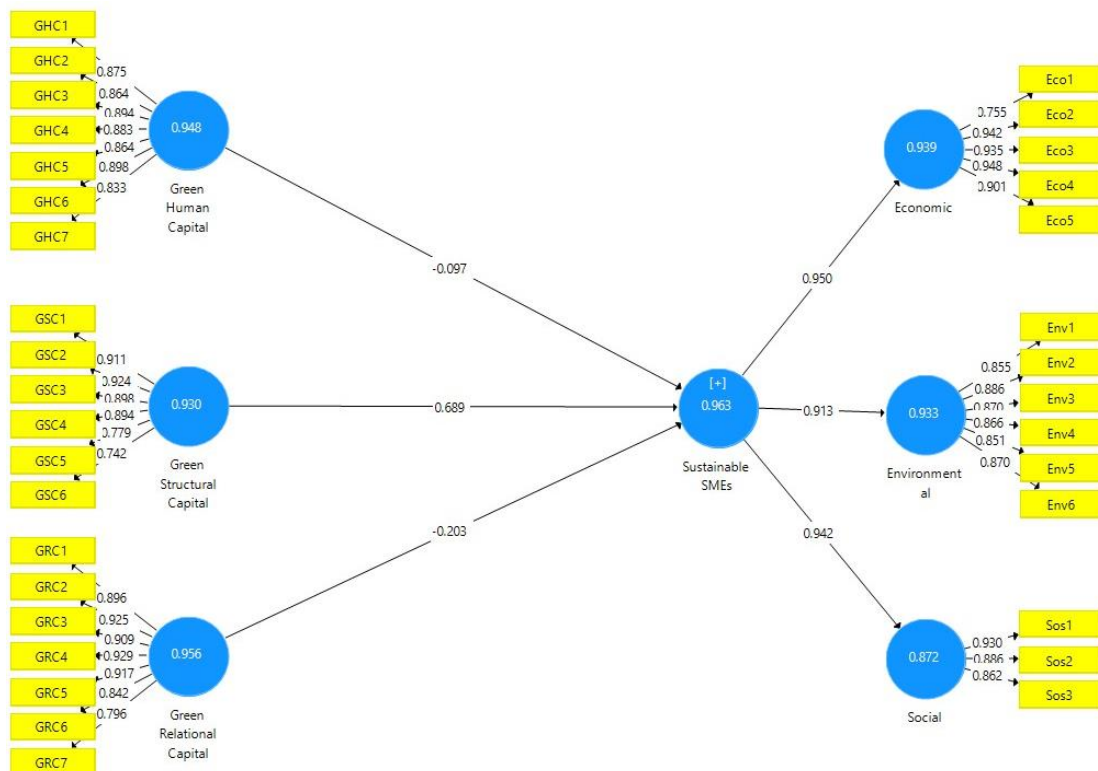 GHC1
GHC2
GHC3
GHC4
GHC5
GHC6
GHC7
0.875
0.864
0.894
0.883
0.864
0.898
0.833
0.948
Green
Human
Capital
GSC1
GSC2
GSC3
GSC4
GSC5
GSC6
0.911
0.924
0.898
0.894
0.779
0.742
0.930
Green
Structural
Capital
GRC1
GRC2
GRC3
GRC4
GRC5
GRC6
GRC7
0.896
0.925
0.909
0.929
0.917
0.842
0.796
0.956
Green
Relational
Capital
-0.097
0.689
-0.203
[+]
0.963
Sustainable
SMEs
0.950
0.913
0.942
0.939
Economic
0.755
0.942
0.935
0.948
0.901
Eco1
Eco2
Eco3
Eco4
Eco5
0.933
Environment
al
0.855
0.886
0.870
0.866
0.851
0.870
Env1
Env2
Env3
Env4
Env5
Env6
0.872
Social
0.930
0.886
0.862
Sos1
Sos2
Sos3